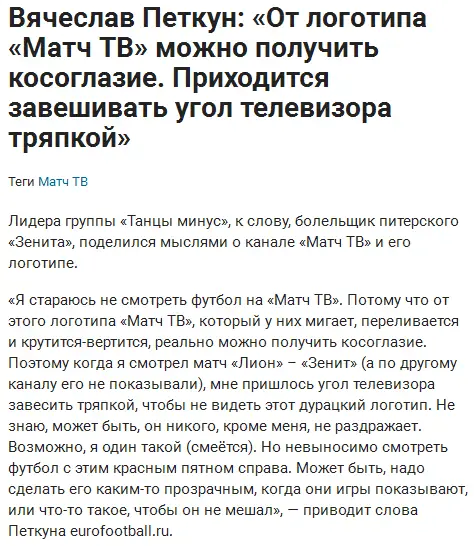 Вячеслав Петкун: «От логотипа
«Матч ТВ» можно получить
косоглазие. Приходится
завешивать угол телевизора
тряпкой»
Теги Матч ТВ
Лидера группы «Танцы минус», к слову, болельщик питерского
«Зенита», поделился мыслями о канале «Матч ТВ» и его
логотипе.
«Я стараюсь не смотреть футбол на «Матч ТВ». Потому что от
этого логотипа «Матч ТВ», который у них мигает, переливается
и крутится-вертится, реально можно получить косоглазие.
Поэтому когда я смотрел матч «Лион» – «Зенит» (а по другому
каналу его не показывали), мне пришлось угол телевизора
завесить тряпкой, чтобы не видеть этот дурацкий логотип. Не
знаю, может быть, он никого, кроме меня, не раздражает.
Возможно, я один такой (смеётся). Но невыносимо смотреть
футбол с этим красным пятном справа. Может быть, надо
сделать его каким-то прозрачным, когда они игры показывают,
или что-то такое, чтобы он не мешал», — приводит слова
Петкуна eurofootball.ru.